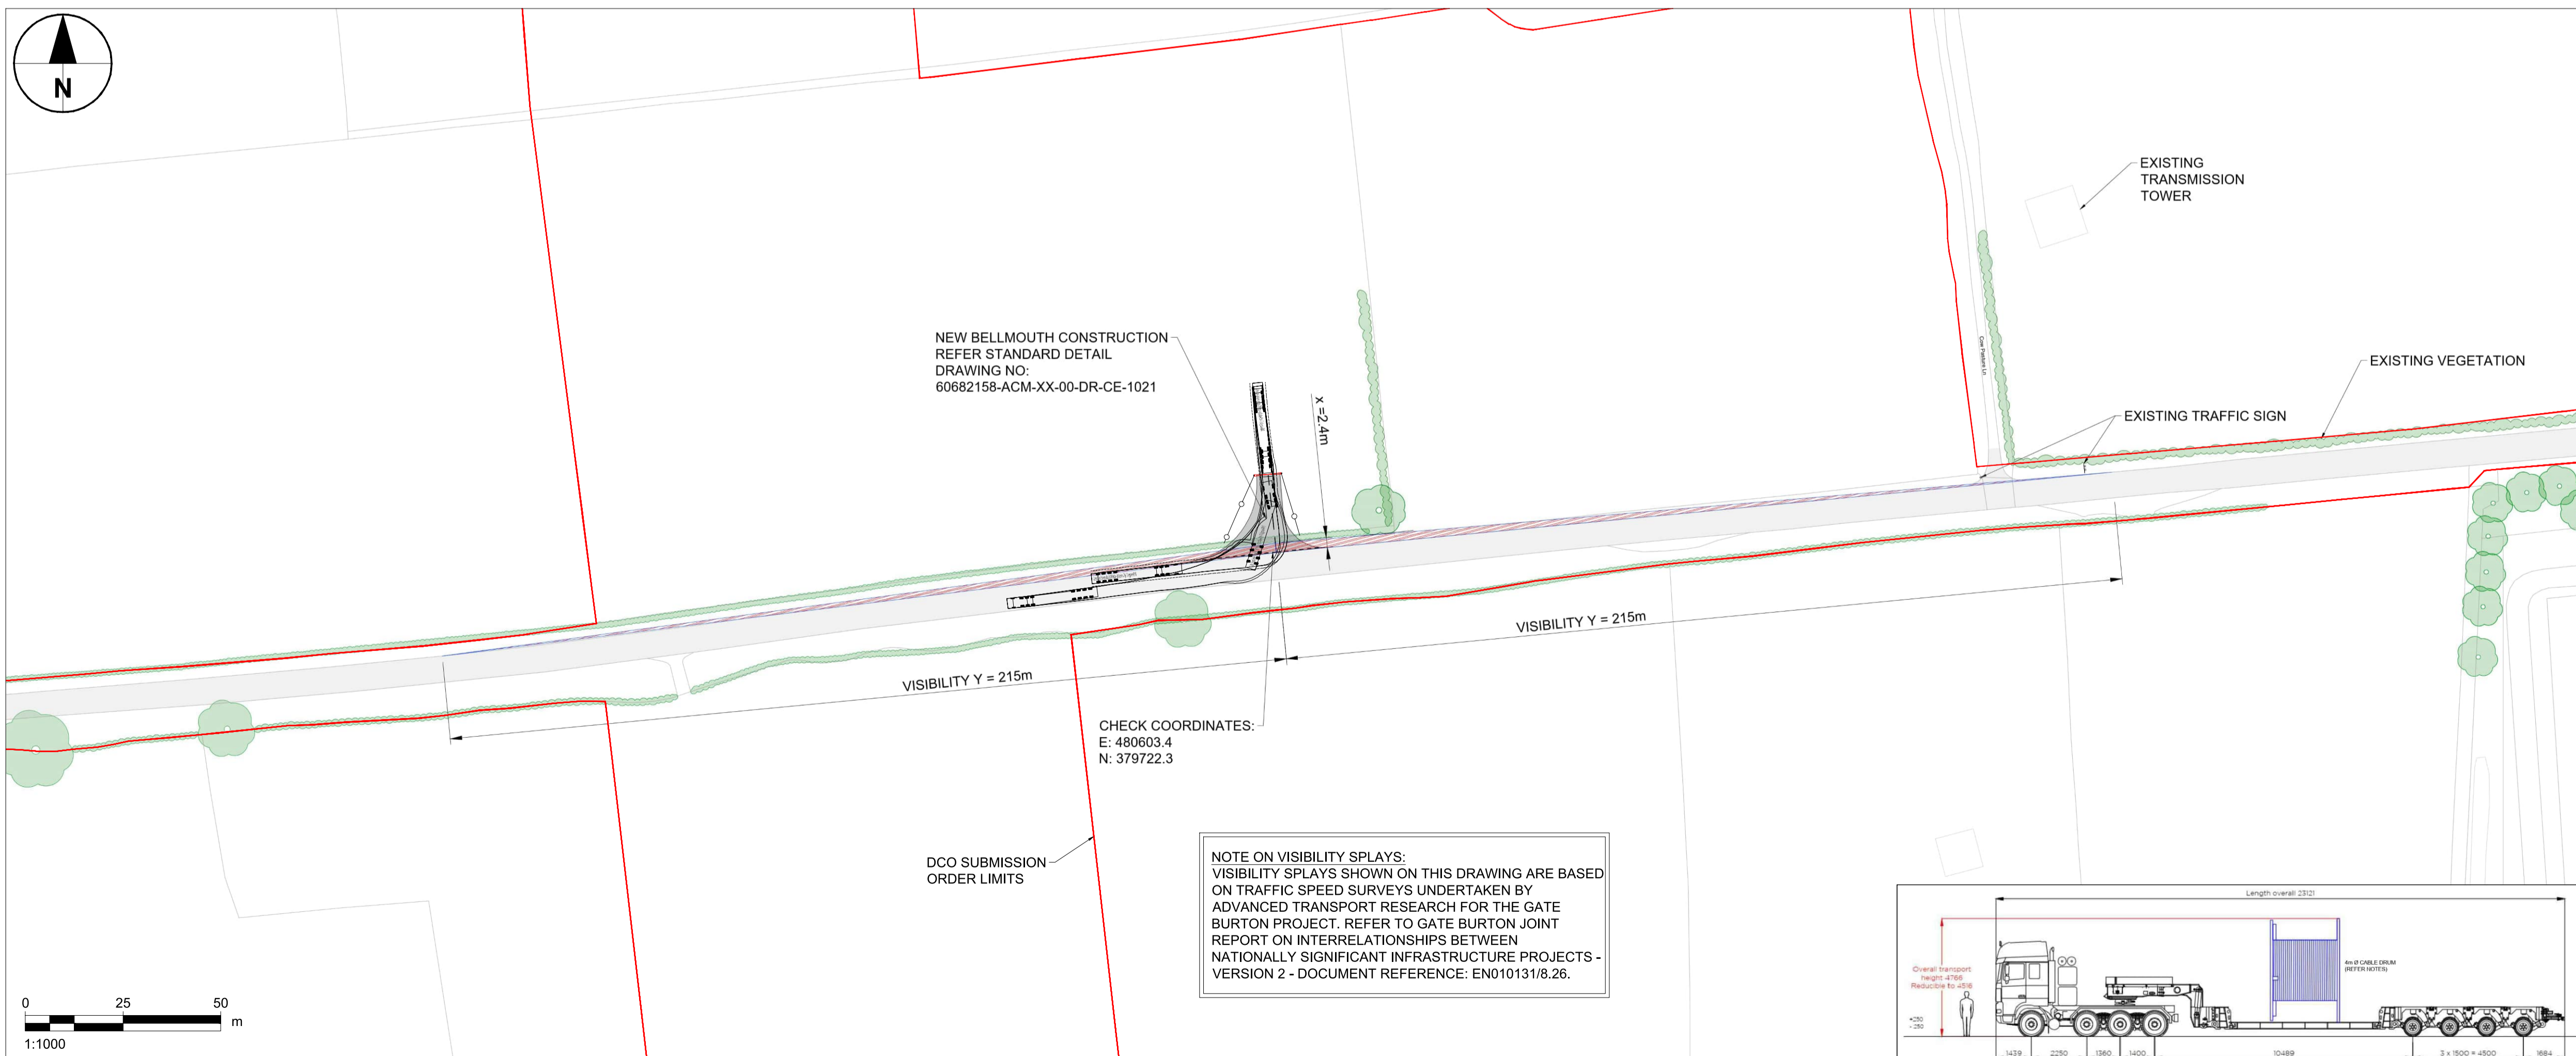 N
EXISTING
TRANSMISSION
TOWER
NEW BELLMOUTH CONSTRUCTION
REFER STANDARD DETAIL
DRAWING NO:
60682158-ACM-XX-00-DR-CE-1021
x =2.4m
Cow Pasture Ln
EXISTING VEGETATION
EXISTING TRAFFIC SIGN
VISIBILITY Y = 215m
VISIBILITY Y = 215m
CHECK COORDINATES:
E: 480603.4
N: 379722.3
DCO SUBMISSION
ORDER LIMITS
NOTE ON VISIBILITY SPLAYS:
VISIBILITY SPLAYS SHOWN ON THIS DRAWING ARE BASED
ON TRAFFIC SPEED SURVEYS UNDERTAKEN BY
ADVANCED TRANSPORT RESEARCH FOR THE GATE
BURTON PROJECT. REFER TO GATE BURTON JOINT
REPORT ON INTERRELATIONSHIPS BETWEEN
NATIONALLY SIGNIFICANT INFRASTRUCTURE PROJECTS -
VERSION 2 - DOCUMENT REFERENCE: EN010131/8.26.
0 25 50
m
1:1000
Length overall 23121
Overall transport
height 4766
Reducible to 4516
4m Ø CABLE DRUM
(REFER NOTES)
+230
- 230
1439 2250 1360 1400 10489 3 x 1500 = 4500 1684